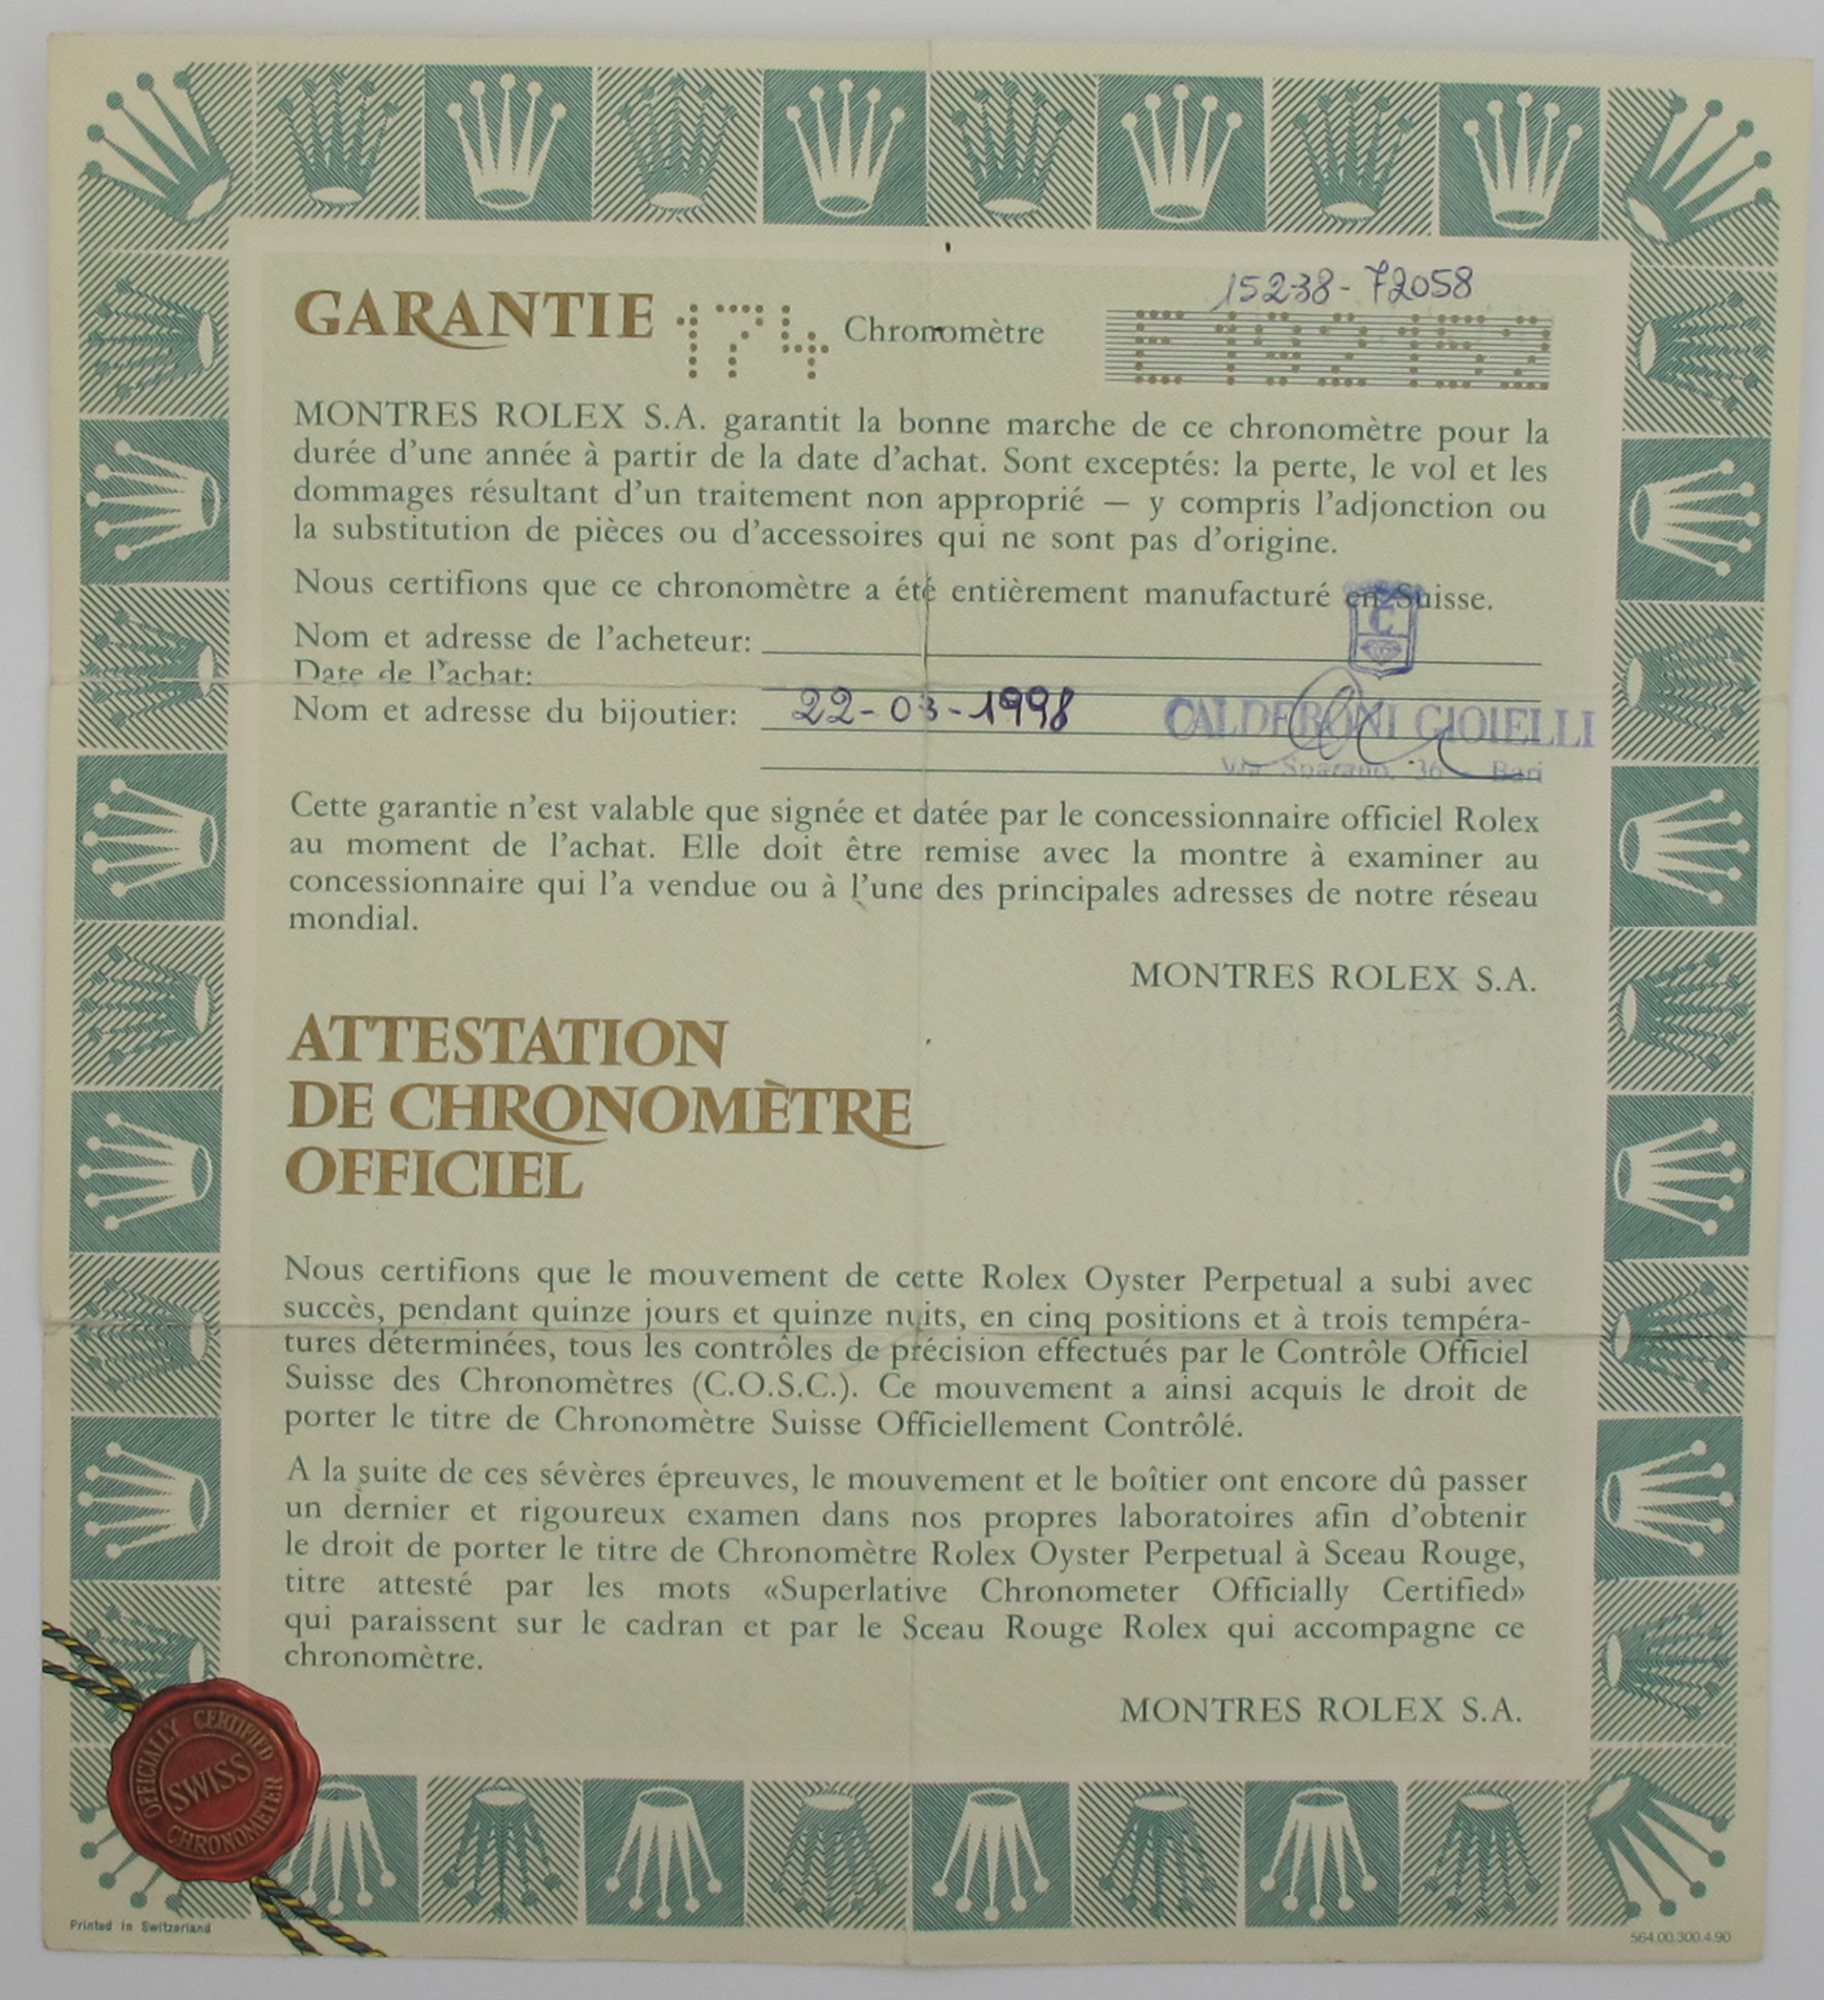 15238-72058
GARANTIE 174 Chronomètre
MONTRES ROLEX S.A. garantit la bonne marche de ce chronomètre pour la
durée d'une année à partir de la date d'achat. Sont exceptés: la perte, le vol et les
dommages résultant d'un traitement non approprié — y compris l'adjonction ou
la substitution de pièces ou d'accessoires qui ne sont pas d'origine.
Nous certifions que ce chronomètre a été entièrement manufacturé en Suisse.
C
Nom et adresse de l'acheteur:
Date de l'achat:
Nom et adresse du bijoutier: 22-03-1998 CALDERONI GIOIELLI
Via Sparano, 36 - Bari
Cette garantie n'est valable que signée et datée par le concessionnaire officiel Rolex
au moment de l'achat. Elle doit être remise avec la montre à examiner au
concessionnaire qui l'a vendue ou à l'une des principales adresses de notre réseau
mondial.
MONTRES ROLEX S.A.
ATTESTATION
DE CHRONOMÈTRE
OFFICIEL
Nous certifions que le mouvement de cette Rolex Oyster Perpetual a subi avec
succès, pendant quinze jours et quinze nuits, en cinq positions et à trois tempéra-
tures déterminées, tous les contrôles de précision effectués par le Contrôle Officiel
Suisse des Chronomètres (C.O.S.C.). Ce mouvement a ainsi acquis le droit de
porter le titre de Chronomètre Suisse Officiellement Contrôlé.
A la suite de ces sévères épreuves, le mouvement et le boîtier ont encore dû passer
un dernier et rigoureux examen dans nos propres laboratoires afin d'obtenir
le droit de porter le titre de Chronomètre Rolex Oyster Perpetual à Sceau Rouge,
titre attesté par les mots «Superlative Chronometer Officially Certified»
qui paraissent sur le cadran et par le Sceau Rouge Rolex qui accompagne ce
chronomètre.
MONTRES ROLEX S.A.
OFFICIALLY CERTIFIED
SWISS
CHRONOMETER
Printed in Switzerland
564.00.300.4.90